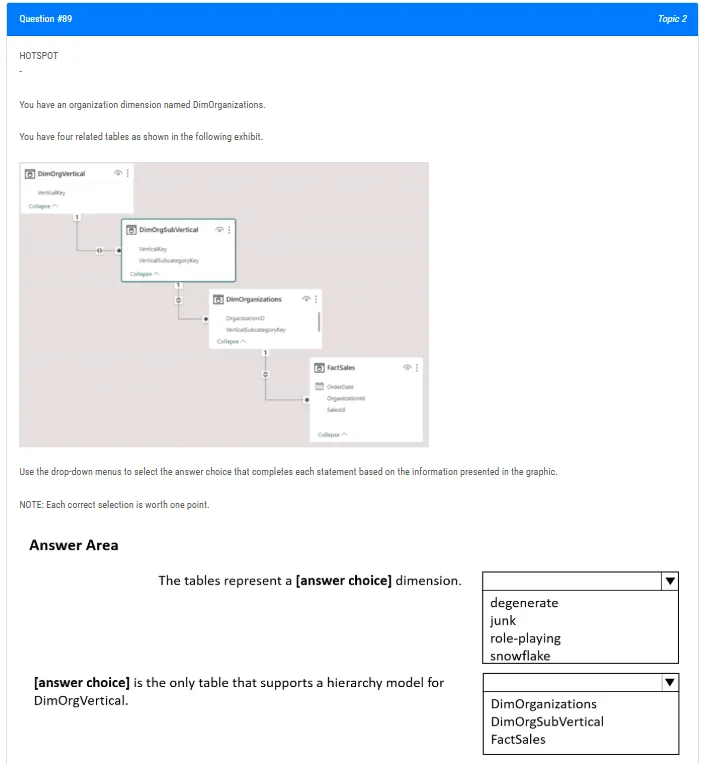 Question #89
Topic 2
HOTSPOT
-
You have an organization dimension named DimOrganizations.
You have four related tables as shown in the following exhibit.
DimOrgVertical
VerticalKey
Collapse
1
DimOrgSubVertical
VerticalKey
VerticalSubcategoryKey
Collapse
1
DimOrganizations
OrganizationID
VerticalSubcategoryKey
Collapse
1
FactSales
OrderDate
OrganizationId
SalesId
Collapse
Use the drop-down menus to select the answer choice that completes each statement based on the information presented in the graphic.
NOTE: Each correct selection is worth one point.
Answer Area
The tables represent a [answer choice] dimension.
degenerate
junk
role-playing
snowflake
[answer choice] is the only table that supports a hierarchy model for
DimOrgVertical.
DimOrganizations
DimOrgSubVertical
FactSales